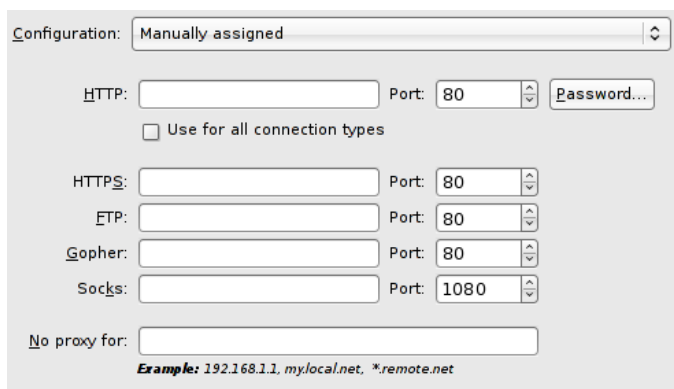 Configuration: Manually assigned
HTTP: Port: 80 Password...
Use for all connection types
HTTPS: Port: 80
FTP: Port: 80
Gopher: Port: 80
Socks: Port: 1080
No proxy for:
Example: 192.168.1.1, my.local.net, *.remote.net